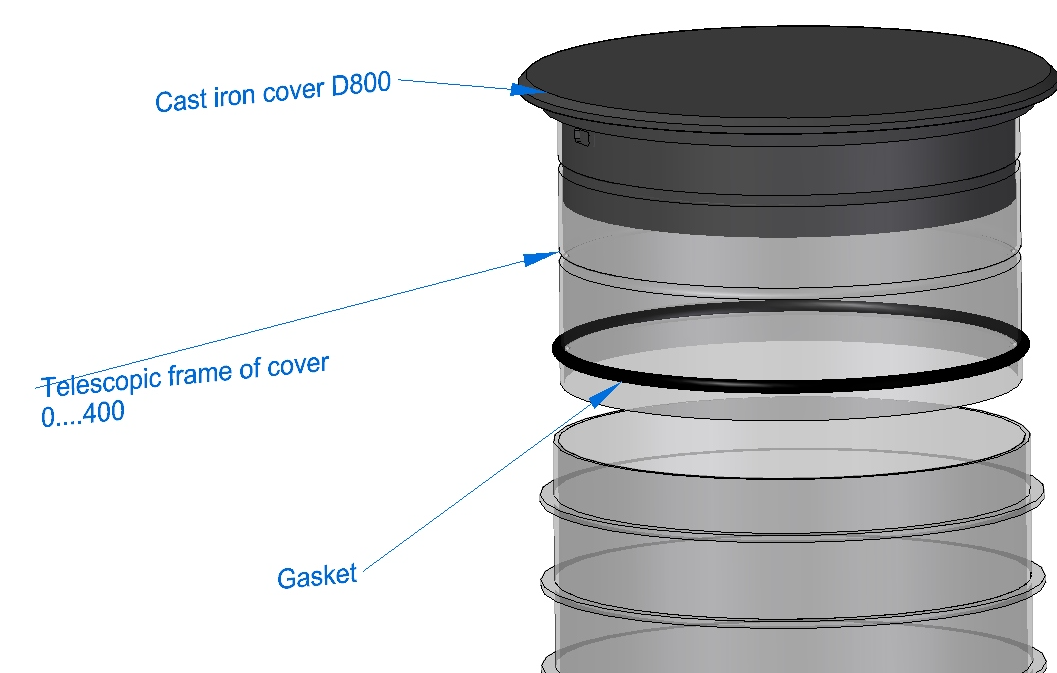 Cast iron cover D800
Telescopic frame of cover
0....400
Gasket